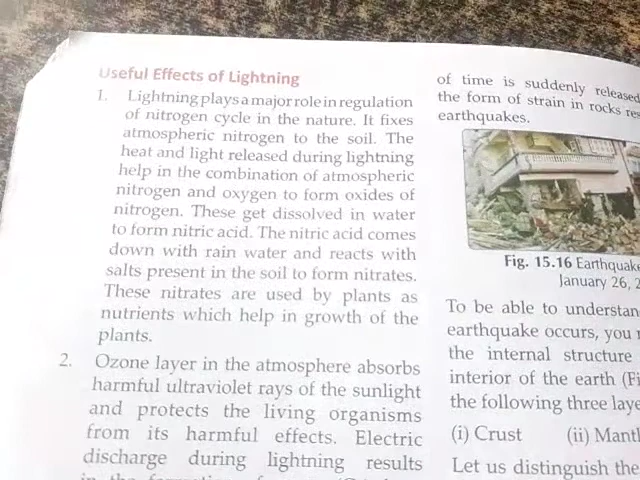 Useful Effects of Lightning
1. Lightning plays a major role in regulation
of nitrogen cycle in the nature. It fixes
atmospheric nitrogen to the soil. The
heat and light released during lightning
help in the combination of atmospheric
nitrogen and oxygen to form oxides of
nitrogen. These get dissolved in water
to form nitric acid. The nitric acid comes
down with rain water and reacts with
salts present in the soil to form nitrates.
These nitrates are used by plants as
nutrients which help in growth of the
plants.
2. Ozone layer in the atmosphere absorbs
harmful ultraviolet rays of the sunlight
and protects the living organisms
from its harmful effects. Electric
discharge during lightning results
of time is suddenly released
the form of strain in rocks
earthquakes.
Fig. 15.16 Earthquake
January 26,
To be able to understan
earthquake occurs, you
the internal structure
interior of the earth
the following three
(i) Crust (ii)
Let us distinguish the